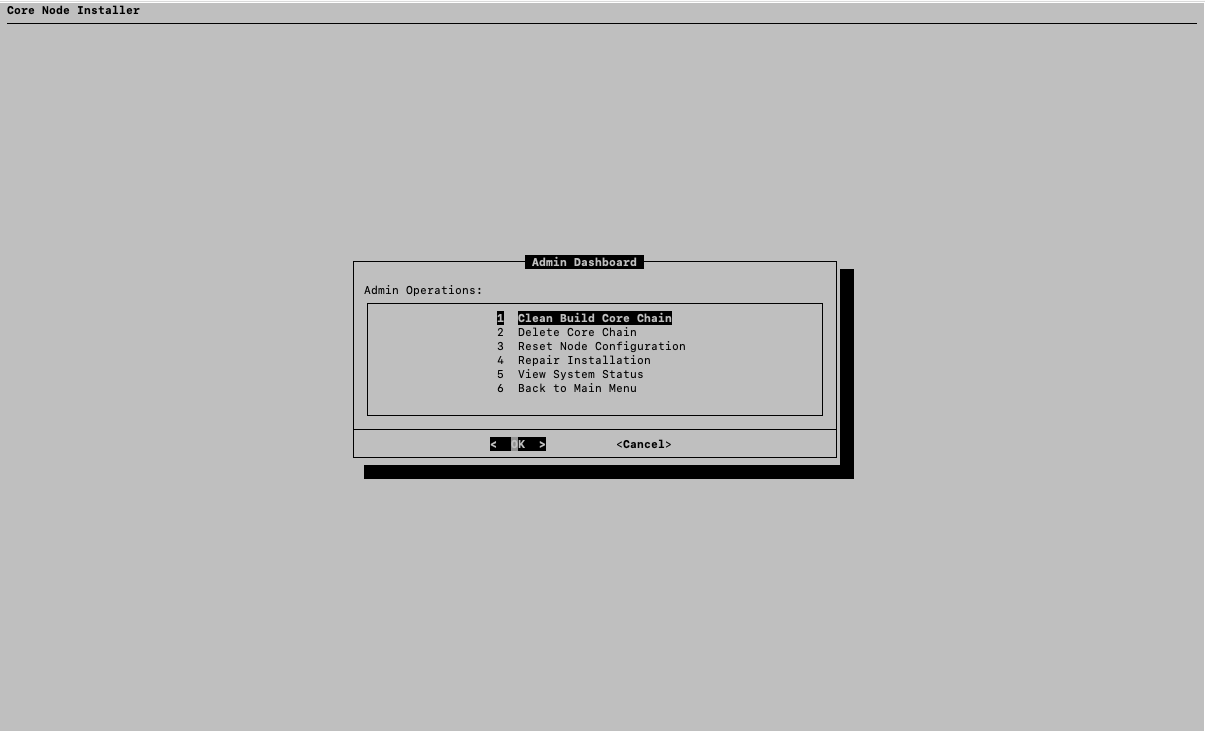 Core Node Installer
Admin Dashboard
Admin Operations:
1 Clean Build Core Chain
2 Delete Core Chain
3 Reset Node Configuration
4 Repair Installation
5 View System Status
6 Back to Main Menu
< OK > <Cancel>